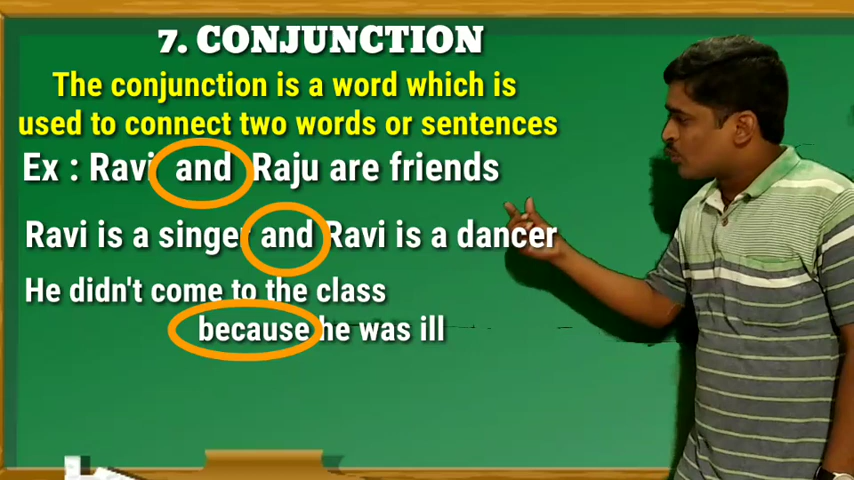 7. CONJUNCTION
The conjunction is a word which is
used to connect two words or sentences
Ex : Ravi and Raju are friends
Ravi is a singer and Ravi is a dancer
He didn't come to the class
because he was ill